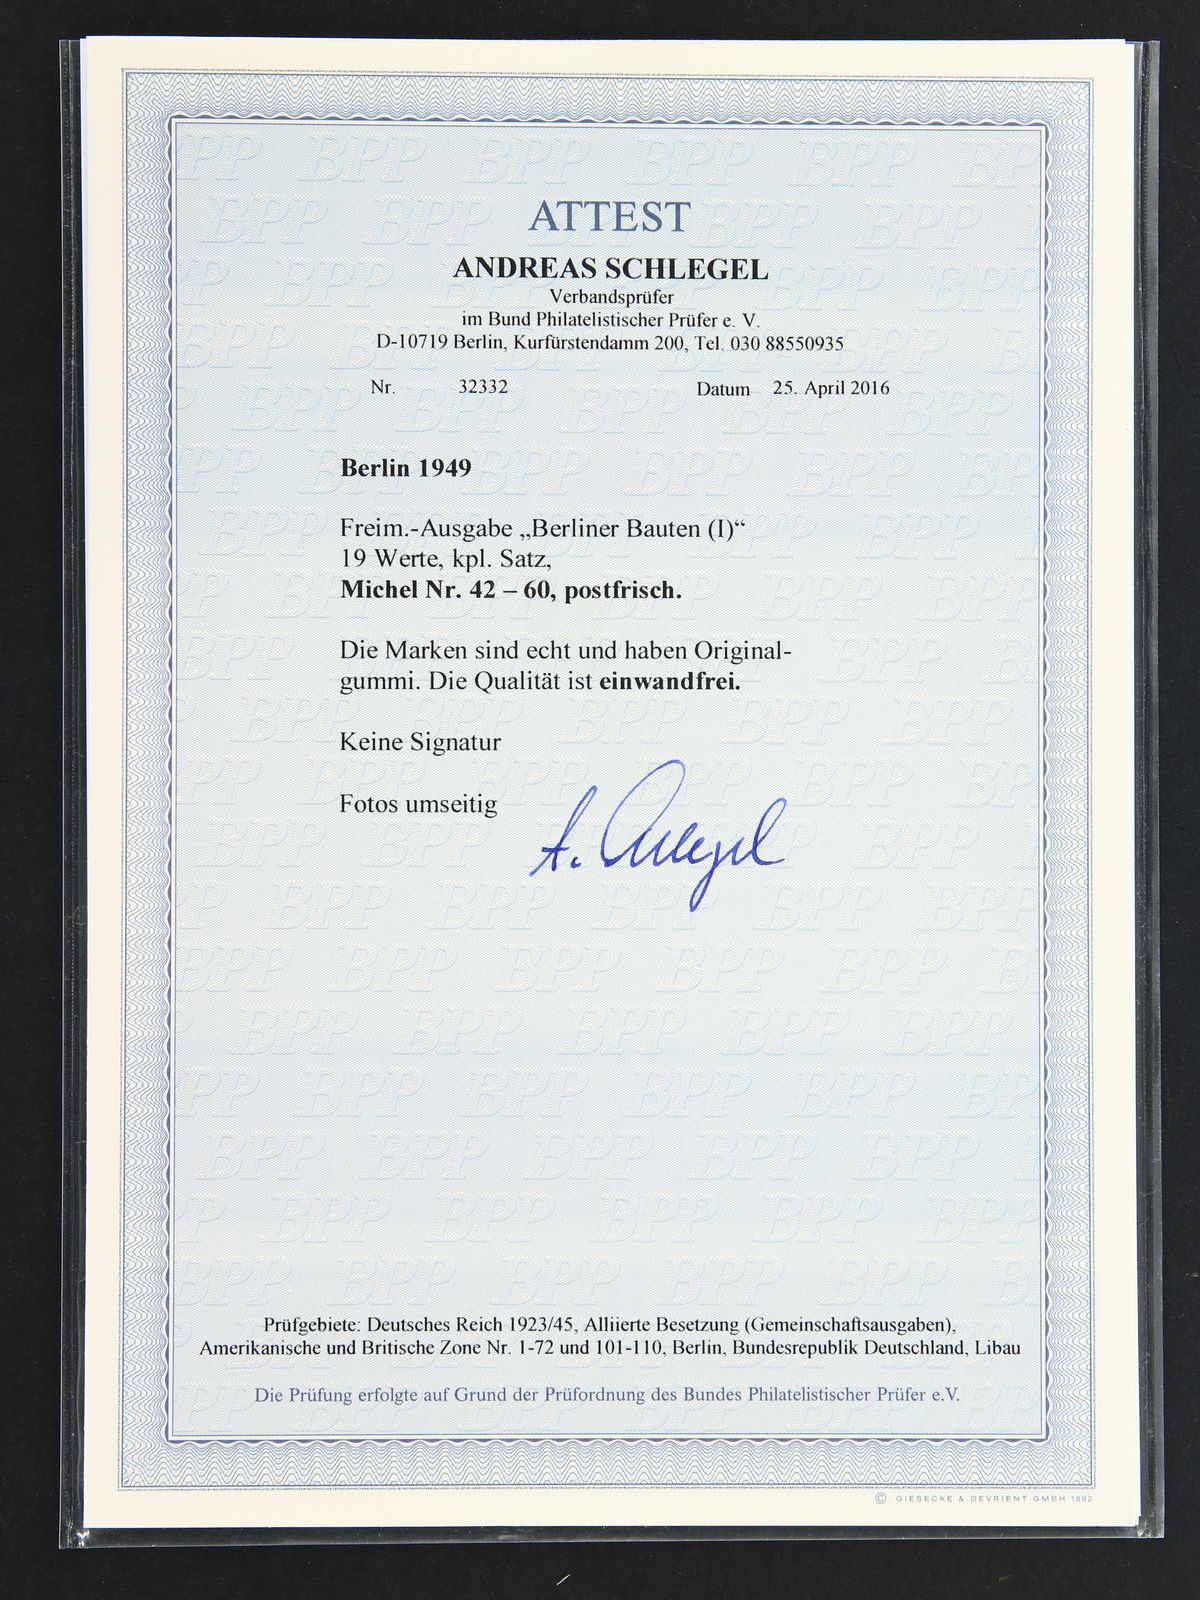 ATTEST
ANDREAS SCHLEGEL
Verbandsprüfer
im Bund Philatelistischer Prüfer e. V.
D-10719 Berlin, Kurfürstendamm 200, Tel. 030 88550935
Nr. 32332 Datum 25. April 2016
Berlin 1949
Freim.-Ausgabe „Berliner Bauten (I)“
19 Werte, kpl. Satz,
Michel Nr. 42 – 60, postfrisch.
Die Marken sind echt und haben Original-
gummi. Die Qualität ist einwandfrei.
Keine Signatur
Fotos umseitig
A. Schlegel
Prüfgebiete: Deutsches Reich 1923/45, Alliierte Besetzung (Gemeinschaftsausgaben),
Amerikanische und Britische Zone Nr. 1-72 und 101-110, Berlin, Bundesrepublik Deutschland, Libau
Die Prüfung erfolgte auf Grund der Prüfordnung des Bundes Philatelistischer Prüfer e.V.
© GIESECKE & DEVRIENT GMBH 1992